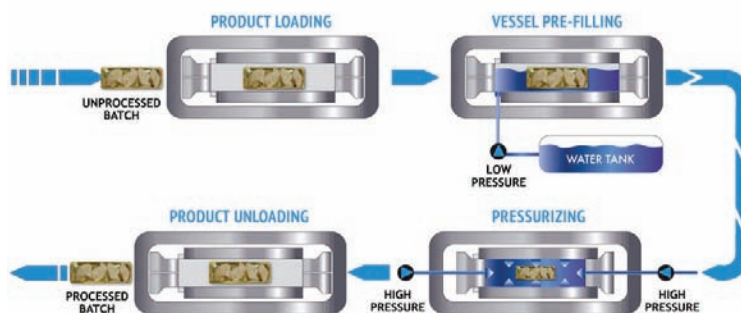 PRODUCT LOADING
VESSEL PRE-FILLING
UNPROCESSED
BATCH
LOW
PRESSURE
WATER TANK
PRODUCT UNLOADING
PRESSURIZING
PROCESSED
BATCH
HIGH
PRESSURE
HIGH
PRESSURE